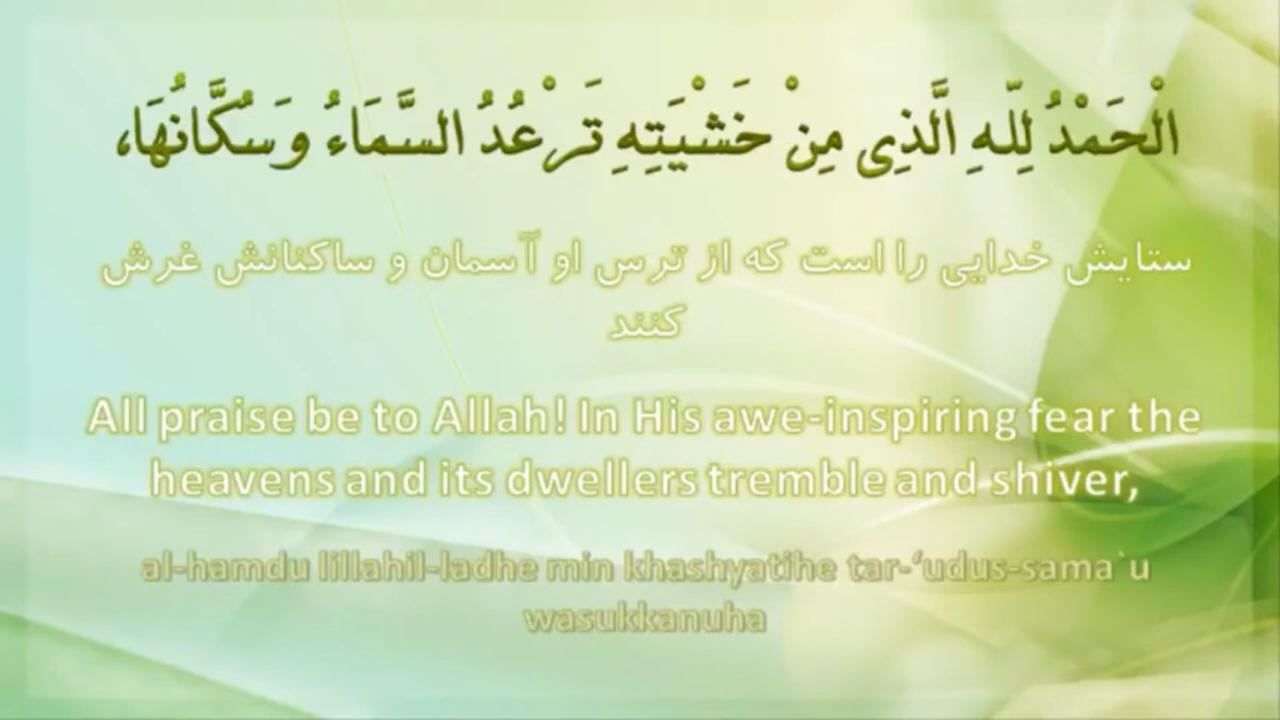 الْحَمْدُ لِلّهِ الَّذِی مِنْ خَشْیَتِهِ تَرْعُدُ السَّمَاءُ وَسُکَّانُهَا،
ستایش خدایی را است که از ترس او آسمان و ساکنانش غرش
کنند
All praise be to Allah! In His awe-inspiring fear the
heavens and its dwellers tremble and shiver,
al-hamdu lillahil-ladhe min khashyatihe tar-‘udus-sama`u
wasukkanuha